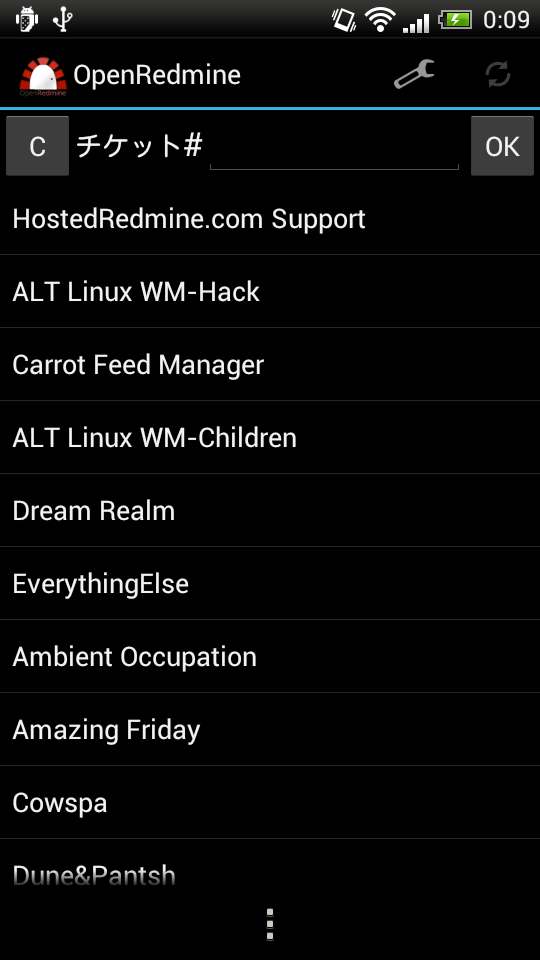 0:09
OpenRedmine
OpenRedmine
C チケット# OK
HostedRedmine.com Support
ALT Linux WM-Hack
Carrot Feed Manager
ALT Linux WM-Children
Dream Realm
EverythingElse
Ambient Occupation
Amazing Friday
Cowspa
Dune&Pantsh